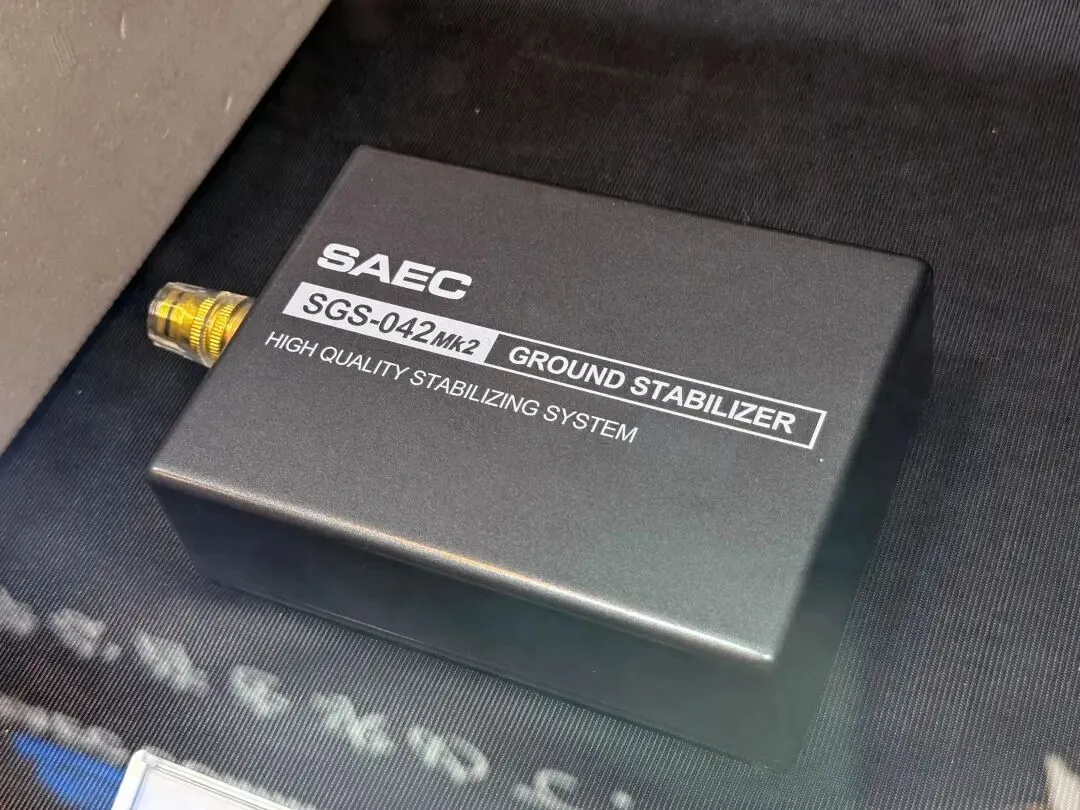 SAEC
SGS-042Mk2 GROUND STABILIZER
HIGH QUALITY STABILIZING SYSTEM